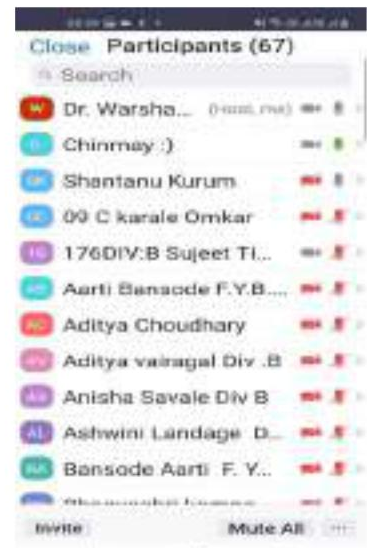 Close Participants (67)
Search
W Dr. Warsha... (Host, me)
Chinmay :)
Shantanu Kurum
09 C karale Omkar
176DIV:B Sujeet Ti...
Aarti Bansode F.Y.B....
Aditya Choudhary
Aditya vairagal Div .B
Anisha Savale Div B
AL Ashwini Landage D...
Bansode Aarti F. Y...
Invite Mute All ...